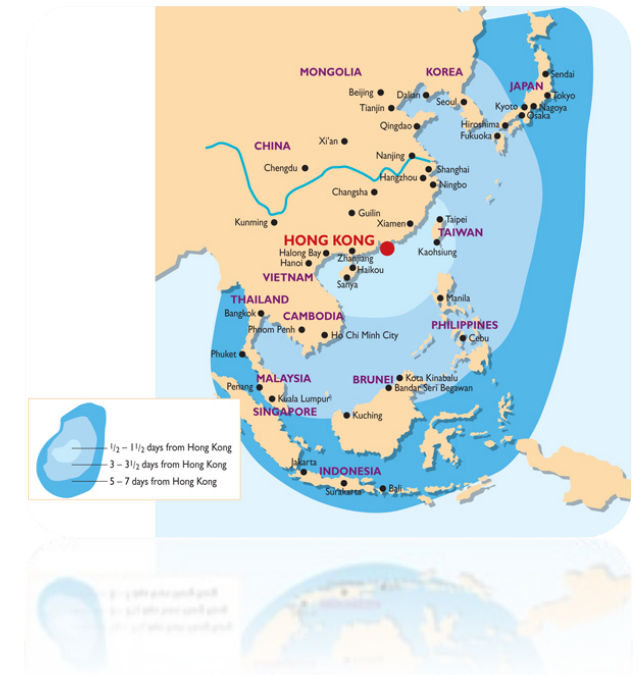 MONGOLIA
KOREA
JAPAN
Sendai
Beijing
Dalian
Tokyo
Tianjin
Seoul
Kyoto
Nagoya
Osaka
Qingdao
Hiroshima
Fukuoka
Xi'an
CHINA
Nanjing
Chengdu
Shanghai
Hangzhou
Ningbo
Changsha
Guilin
Kunming
Xiamen
Taipei
TAIWAN
HONG KONG
Kaohsiung
Halong Bay
Zhanjiang
Hanoi
Haikou
VIETNAM
Sanya
THAILAND
Manila
Bangkok
CAMBODIA
PHILIPPINES
Phnom Penh
Ho Chi Minh City
Cebu
Phuket
MALAYSIA
BRUNEI
Kota Kinabalu
Penang
Bandar Seri Begawan
Kuala Lumpur
SINGAPORE
Kuching
1/2 – 1 1/2 days from Hong Kong
3 – 3 1/2 days from Hong Kong
5 – 7 days from Hong Kong
Jakarta
INDONESIA
Surakarta
Bali